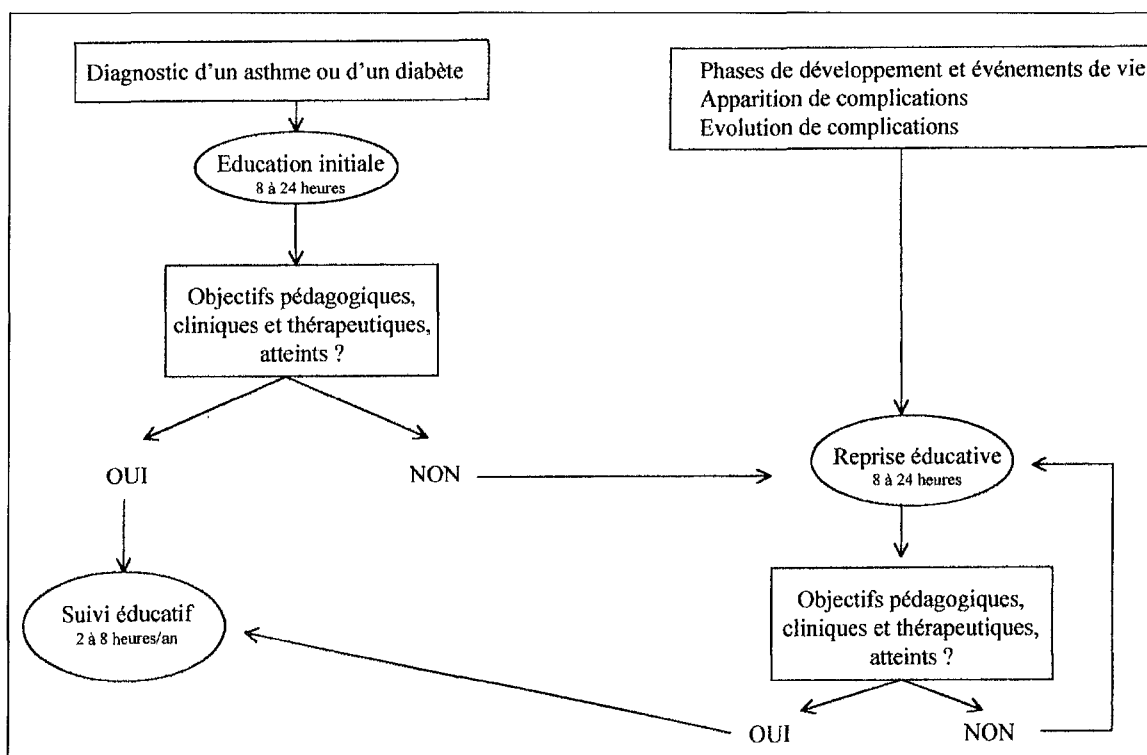 Diagnostic d'un asthme ou d'un diabète
Education initiale
8 à 24 heures
Objectifs pédagogiques,
cliniques et thérapeutiques,
atteints ?
OUI
NON
Suivi éducatif
2 à 8 heures/an
Phases de développement et événements de vie
Apparition de complications
Evolution de complications
Reprise éducative
8 à 24 heures
Objectifs pédagogiques,
cliniques et thérapeutiques,
atteints ?
OUI
NON